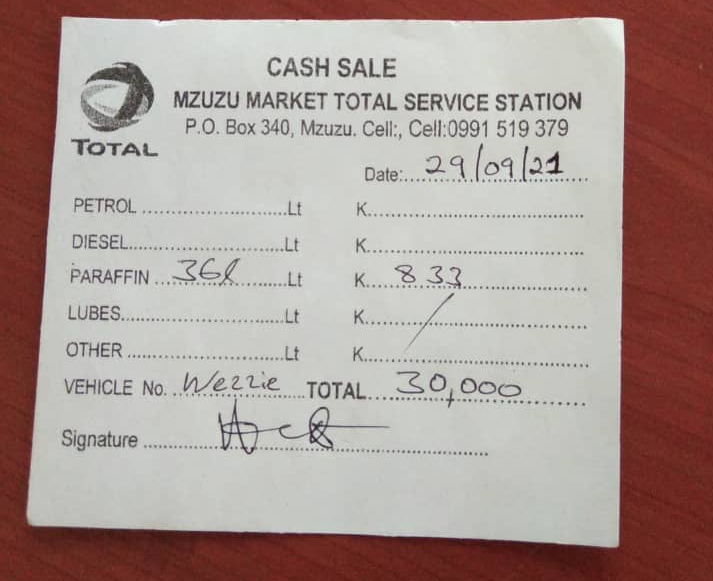 CASH SALE
MZUZU MARKET TOTAL SERVICE STATION
P.O. Box 340, Mzuzu. Cell:, Cell:0991 519 379
TOTAL
Date:....29/09/21......
PETROL ..........................Lt K........................................
DIESEL............................Lt K........................................
PARAFFIN ...36l..........Lt K.....833........................
LUBES.............................Lt K........................................
OTHER ...........................Lt K........................................
VEHICLE No. Wezzie.....TOTAL.....30,000............
Signature ................................................................